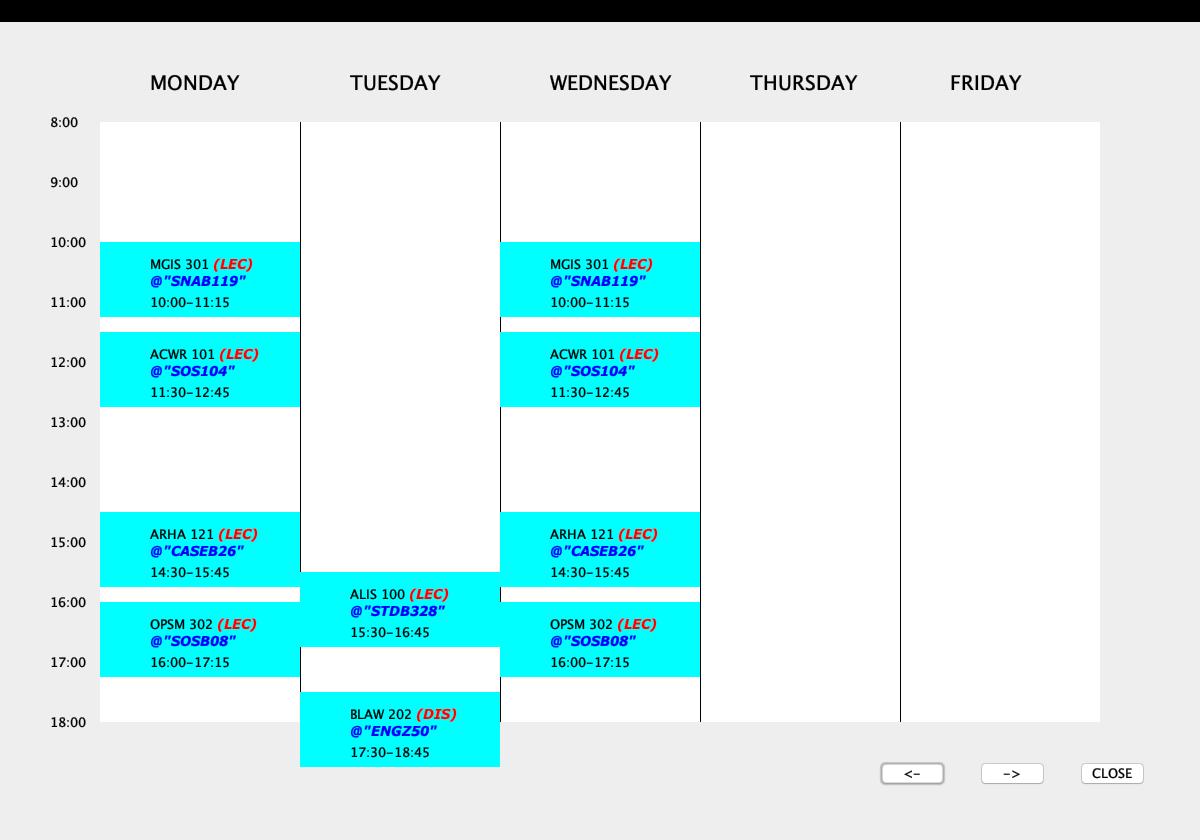 MONDAY TUESDAY WEDNESDAY THURSDAY FRIDAY
8:00
9:00
10:00
11:00
12:00
13:00
14:00
15:00
16:00
17:00
18:00
MGIS 301 (LEC)
@"SNAB119"
10:00-11:15
ACWR 101 (LEC)
@"SOS104"
11:30-12:45
ARHA 121 (LEC)
@"CASEB26"
14:30-15:45
OPSM 302 (LEC)
@"SOSB08"
16:00-17:15
ALIS 100 (LEC)
@"STDB328"
15:30-16:45
BLAW 202 (DIS)
@"ENGZ50"
17:30-18:45
MGIS 301 (LEC)
@"SNAB119"
10:00-11:15
ACWR 101 (LEC)
@"SOS104"
11:30-12:45
ARHA 121 (LEC)
@"CASEB26"
14:30-15:45
OPSM 302 (LEC)
@"SOSB08"
16:00-17:15
<- -> CLOSE